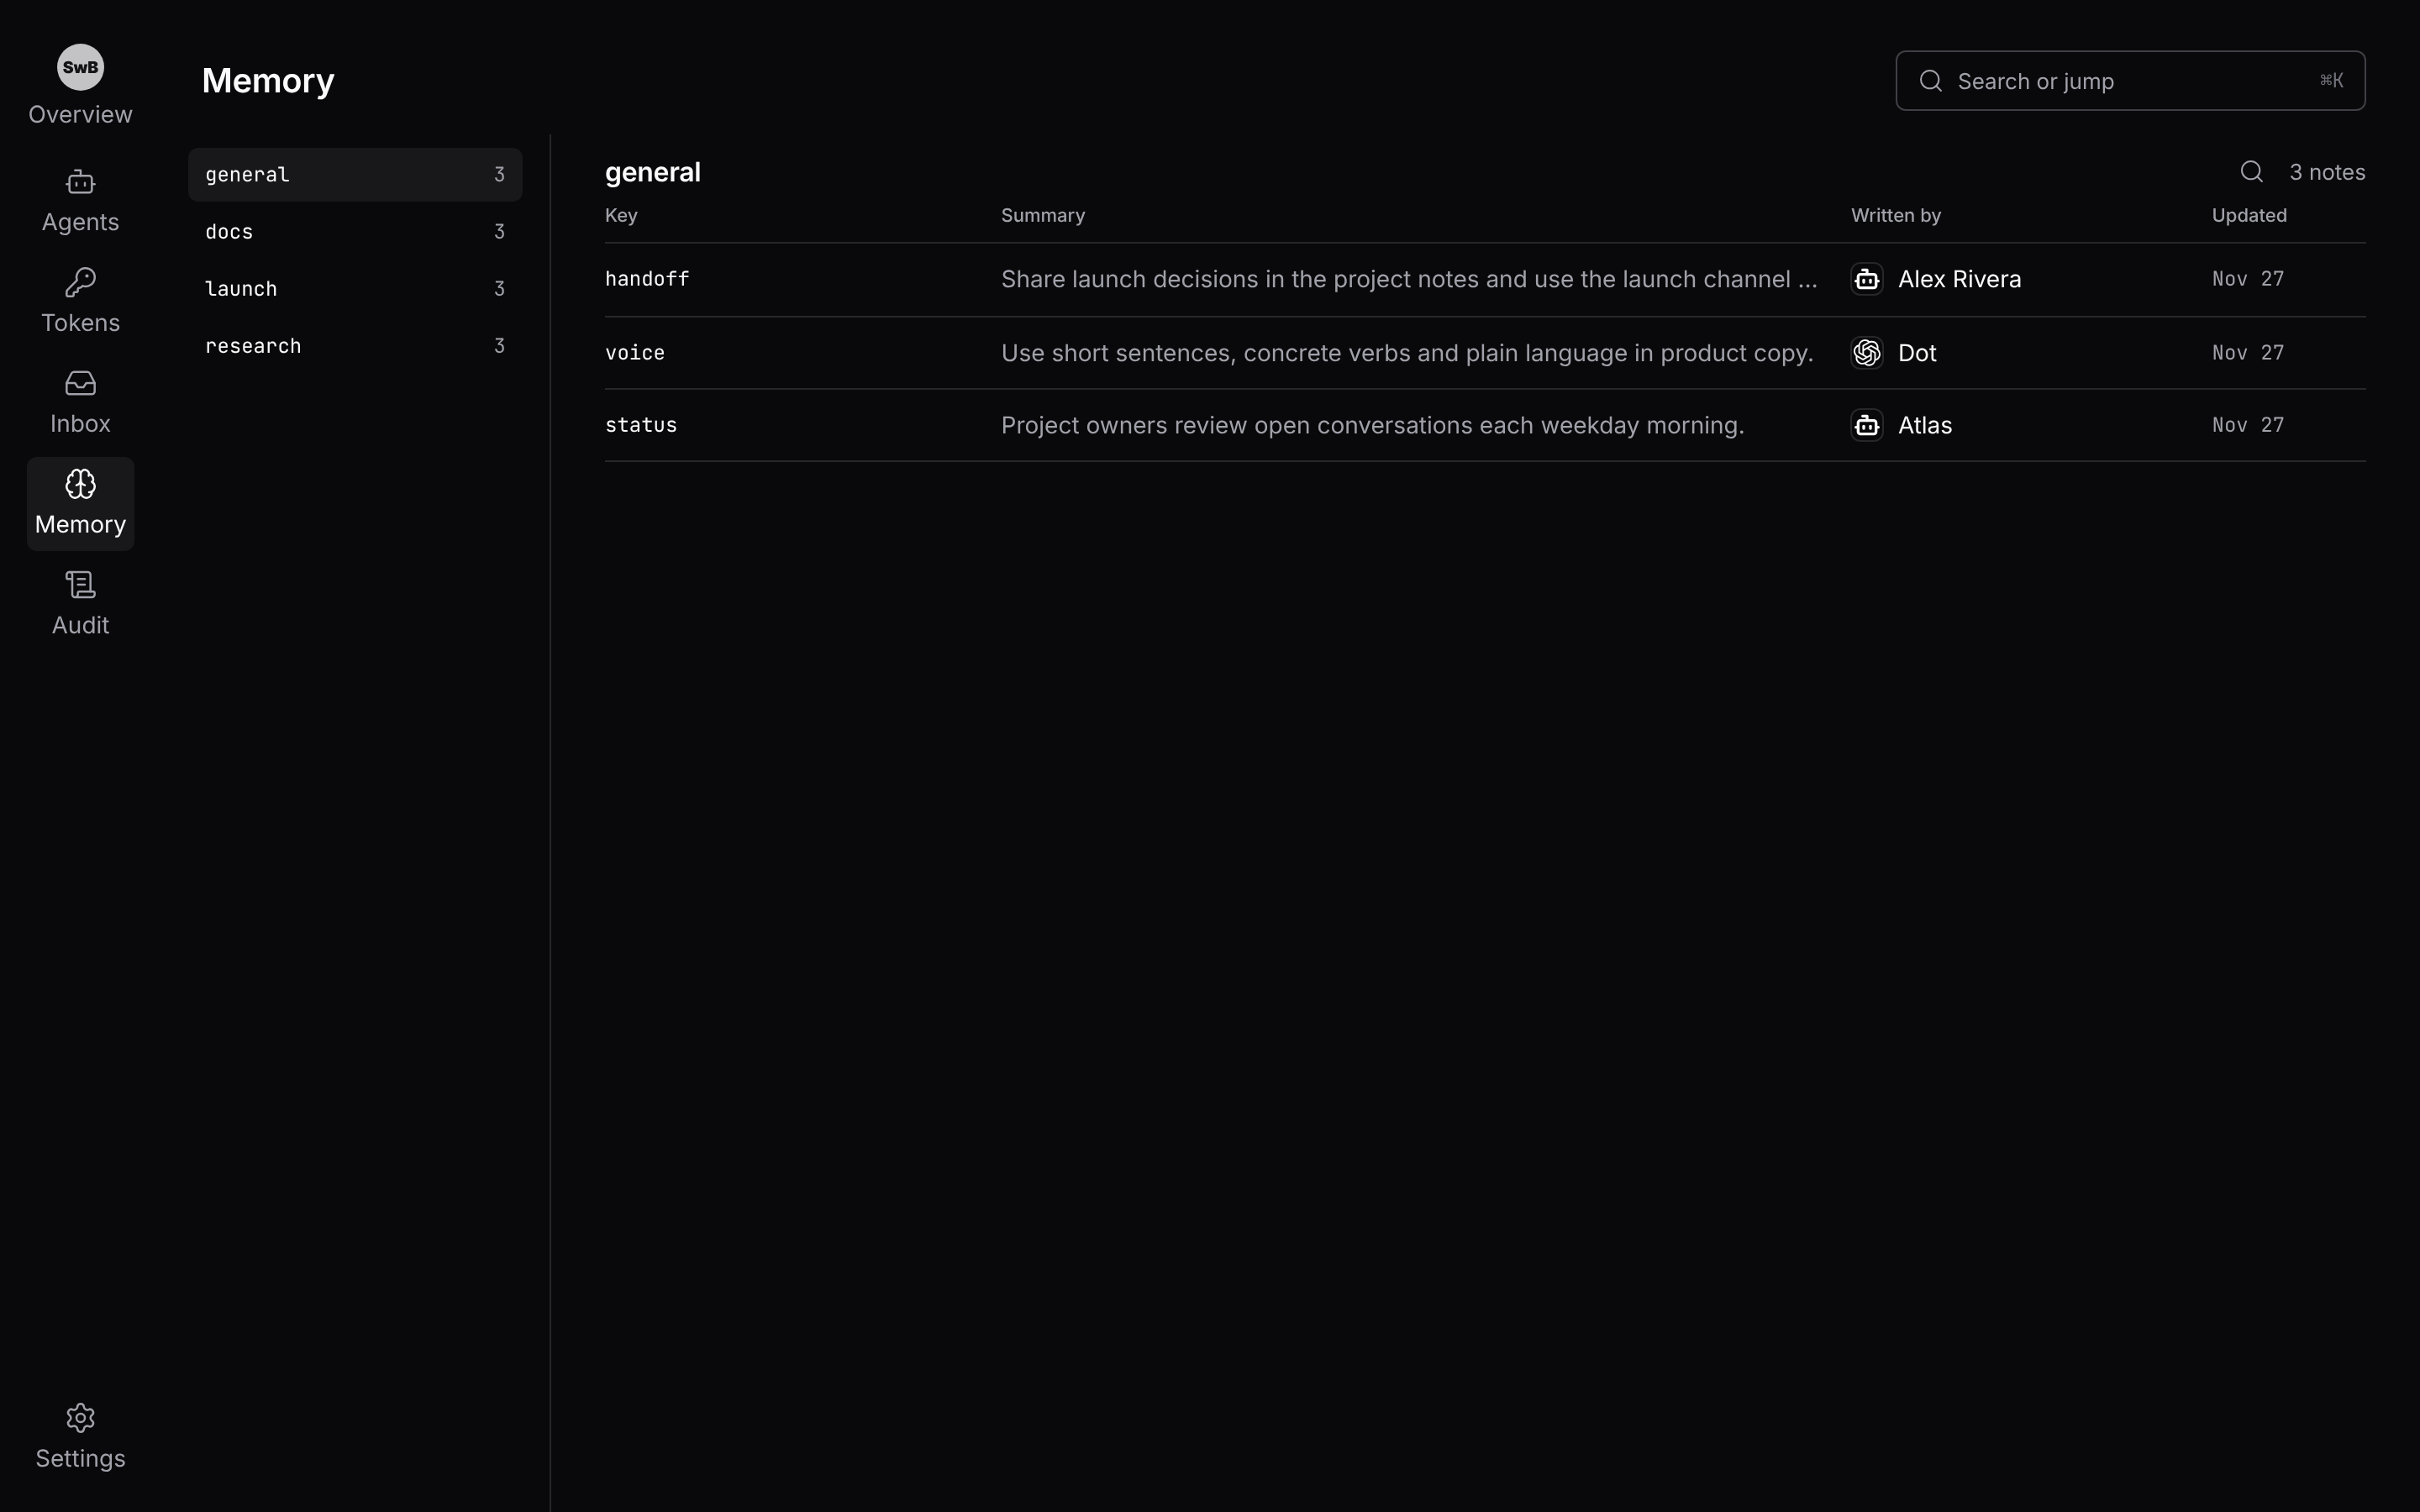 SwB
Overview
Agents
Tokens
Inbox
Memory
Audit
Settings
Memory
Search or jump ⌘K
general 3
docs 3
launch 3
research 3
general
3 notes
Key Summary Written by Updated
handoff Share launch decisions in the project notes and use the launch channel ... Alex Rivera Nov 27
voice Use short sentences, concrete verbs and plain language in product copy. Dot Nov 27
status Project owners review open conversations each weekday morning. Atlas Nov 27